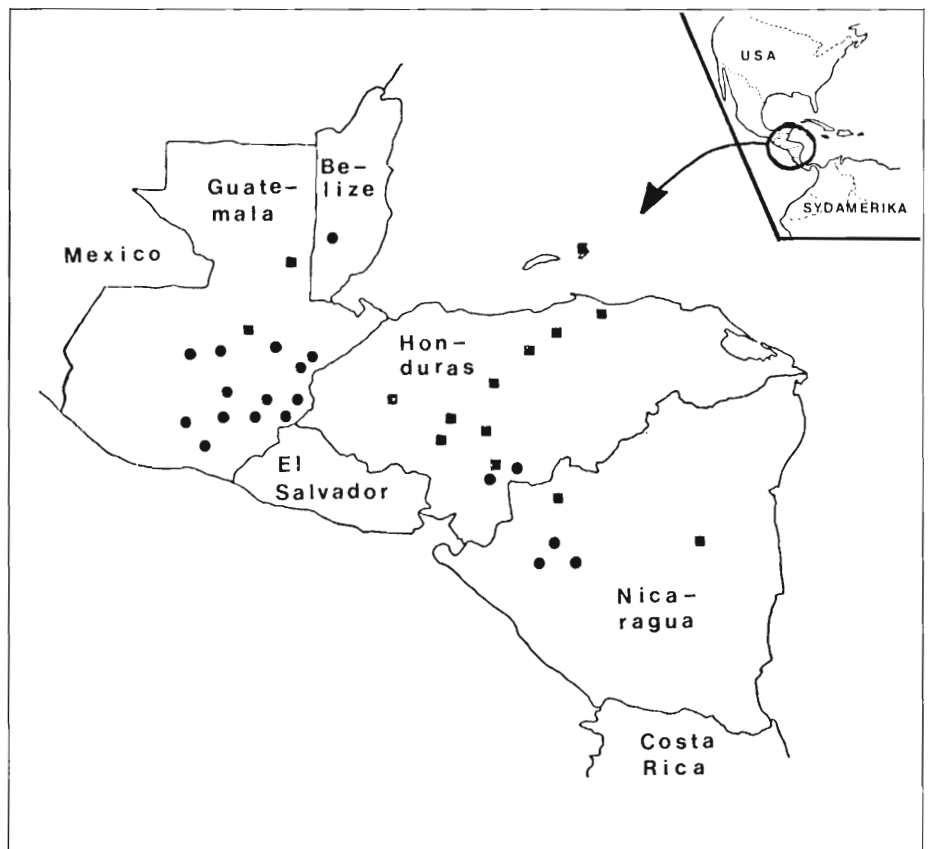 USA
SYDAMERIKA
Be-
lize
Guate-
mala
Mexico
Hon-
duras
El
Salvador
Nica-
ragua
Costa
Rica